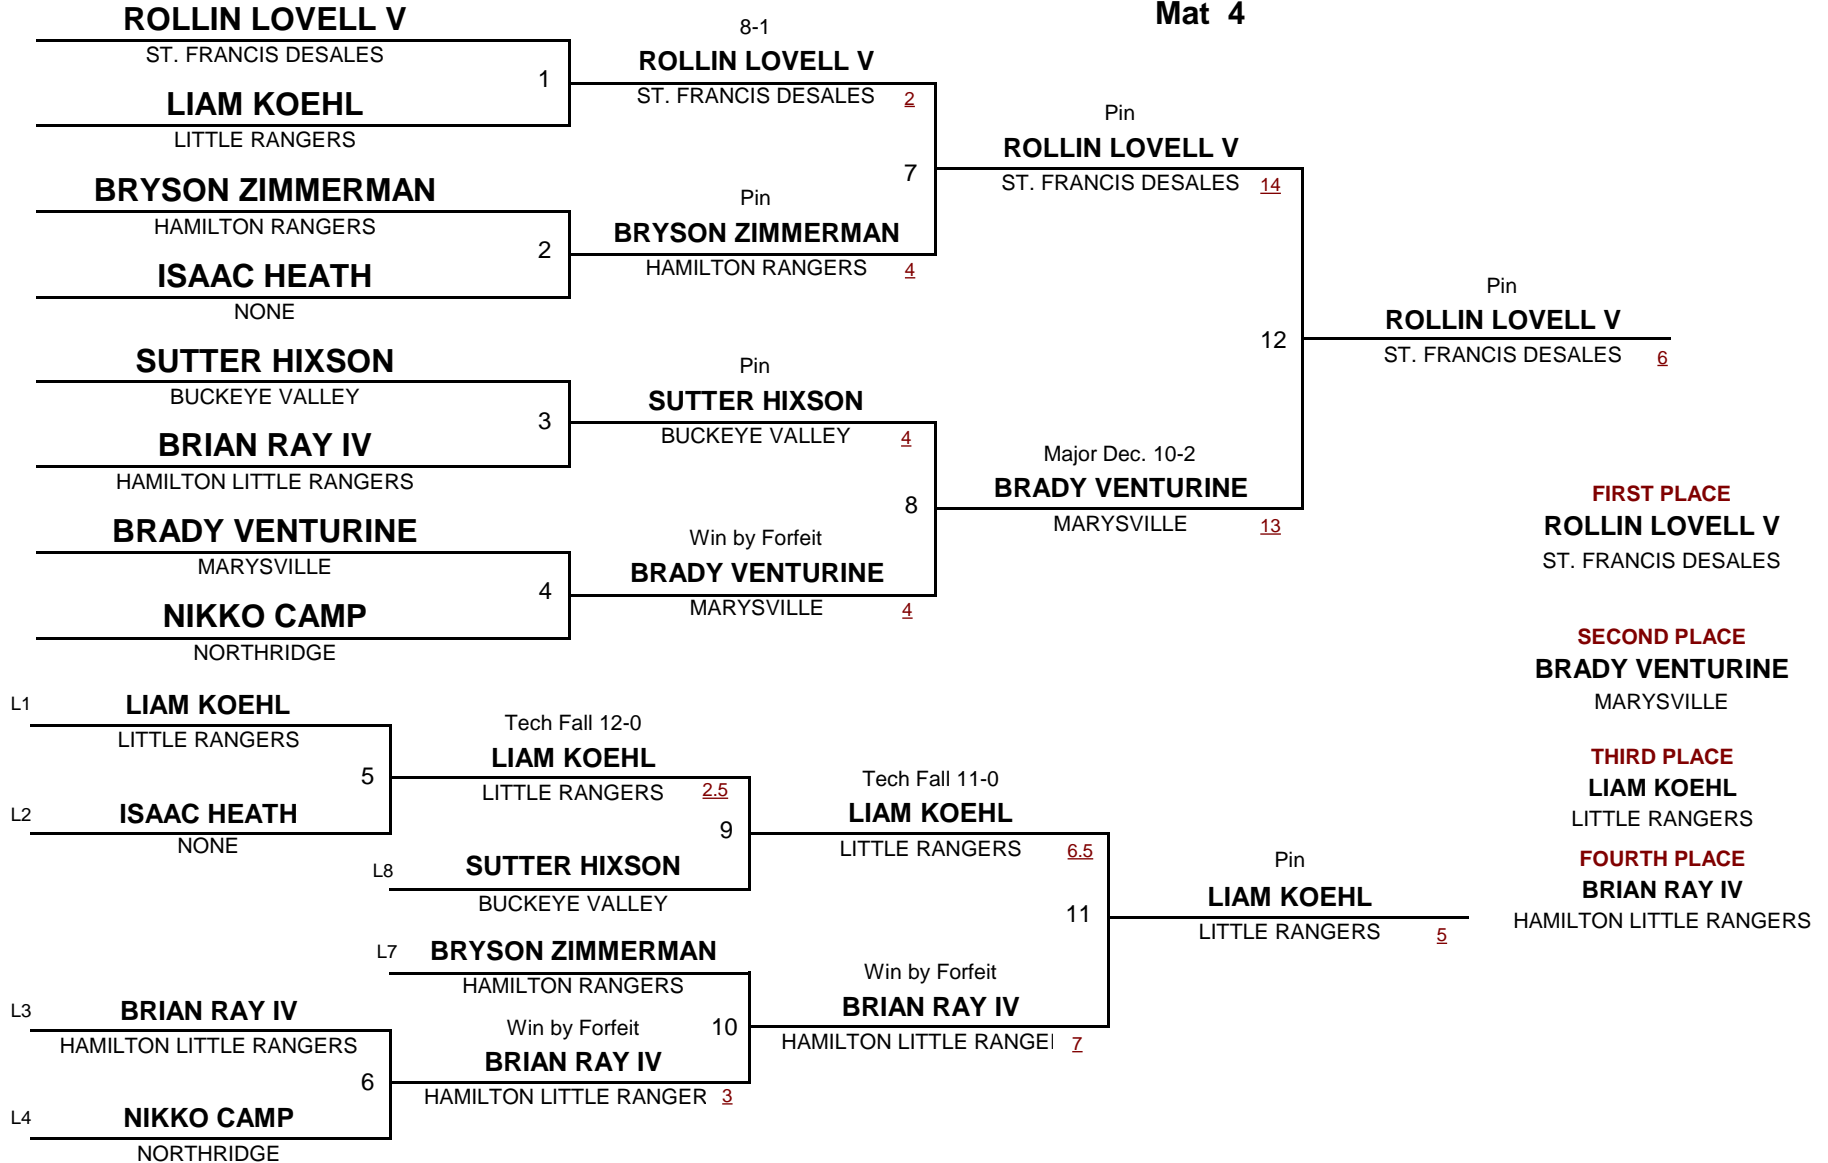 Mat 4
ROLLIN LOVELL V
ST. FRANCIS DESALES
1
LIAM KOEHL
LITTLE RANGERS
BRYSON ZIMMERMAN
HAMILTON RANGERS
2
ISAAC HEATH
NONE
SUTTER HIXSON
BUCKEYE VALLEY
3
BRIAN RAY IV
HAMILTON LITTLE RANGERS
BRADY VENTURINE
MARYSVILLE
4
NIKKO CAMP
NORTHRIDGE
8-1
ROLLIN LOVELL V
ST. FRANCIS DESALES 2
7
Pin
BRYSON ZIMMERMAN
HAMILTON RANGERS 4
Pin
SUTTER HIXSON
BUCKEYE VALLEY 4
8
Win by Forfeit
BRADY VENTURINE
MARYSVILLE 4
Pin
ROLLIN LOVELL V
ST. FRANCIS DESALES 14
12
Major Dec. 10-2
BRADY VENTURINE
MARYSVILLE 13
Pin
ROLLIN LOVELL V
ST. FRANCIS DESALES 6
L1 LIAM KOEHL
LITTLE RANGERS
5
L2 ISAAC HEATH
NONE
L3 BRIAN RAY IV
HAMILTON LITTLE RANGERS
6
L4 NIKKO CAMP
NORTHRIDGE
Tech Fall 12-0
LIAM KOEHL
LITTLE RANGERS 2.5
9
L8 SUTTER HIXSON
BUCKEYE VALLEY
L7 BRYSON ZIMMERMAN
HAMILTON RANGERS
Win by Forfeit 10
BRIAN RAY IV
HAMILTON LITTLE RANGER 3
Tech Fall 11-0
LIAM KOEHL
LITTLE RANGERS 6.5
11
Win by Forfeit
BRIAN RAY IV
HAMILTON LITTLE RANGE 7
Pin
LIAM KOEHL
LITTLE RANGERS 5
FIRST PLACE
ROLLIN LOVELL V
ST. FRANCIS DESALES
SECOND PLACE
BRADY VENTURINE
MARYSVILLE
THIRD PLACE
LIAM KOEHL
LITTLE RANGERS
FOURTH PLACE
BRIAN RAY IV
HAMILTON LITTLE RANGERS